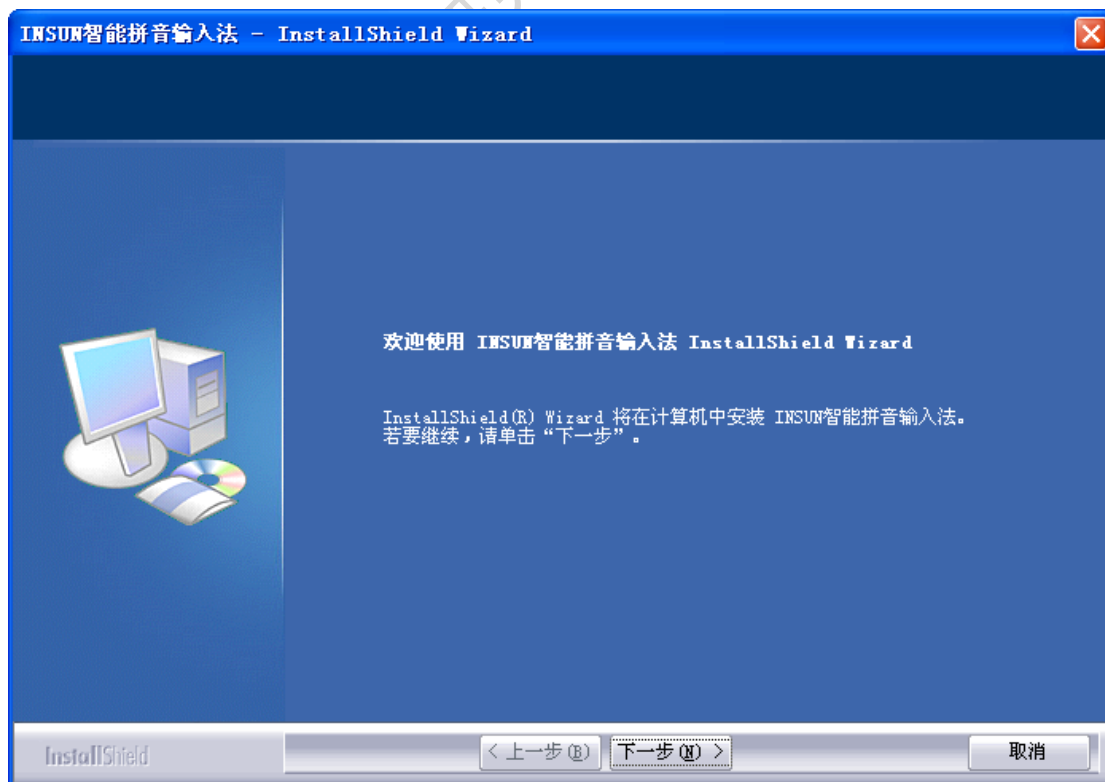 INSUN智能拼音输入法 - InstallShield Wizard
欢迎使用 INSUN智能拼音输入法 InstallShield Wizard
InstallShield(R) Wizard 将在计算机中安装 INSUN智能拼音输入法。
若要继续，请单击“下一步”。
InstallShield
< 上一步(B)
下一步(N) >
取消